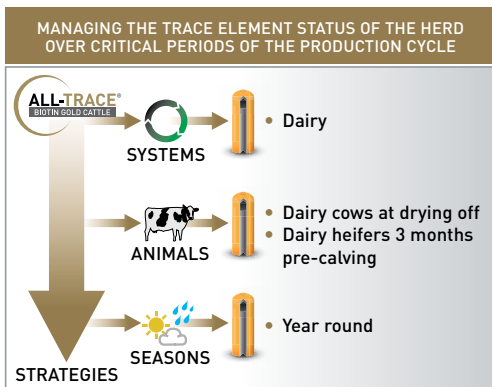 MANAGING THE TRACE ELEMENT STATUS OF THE HERD
OVER CRITICAL PERIODS OF THE PRODUCTION CYCLE
ALL-TRACE®
BIOTIN GOLD CATTLE
SYSTEMS
• Dairy
ANIMALS
• Dairy cows at drying off
• Dairy heifers 3 months
pre-calving
SEASONS
• Year round
STRATEGIES